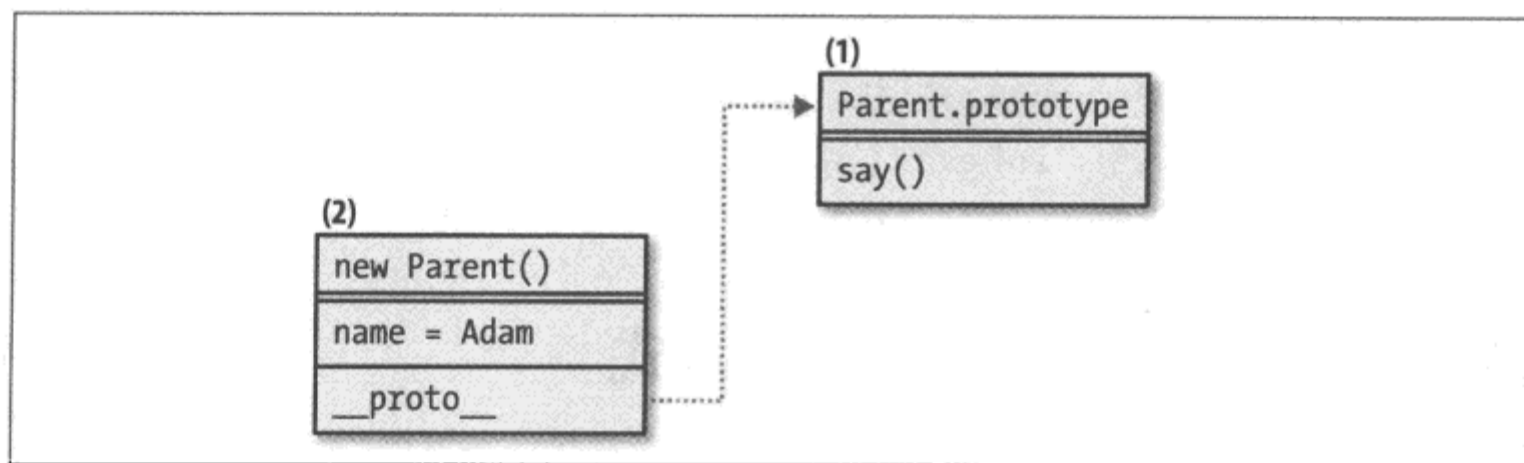 (1)
Parent.prototype
say()
(2)
new Parent()
name = Adam
__proto__